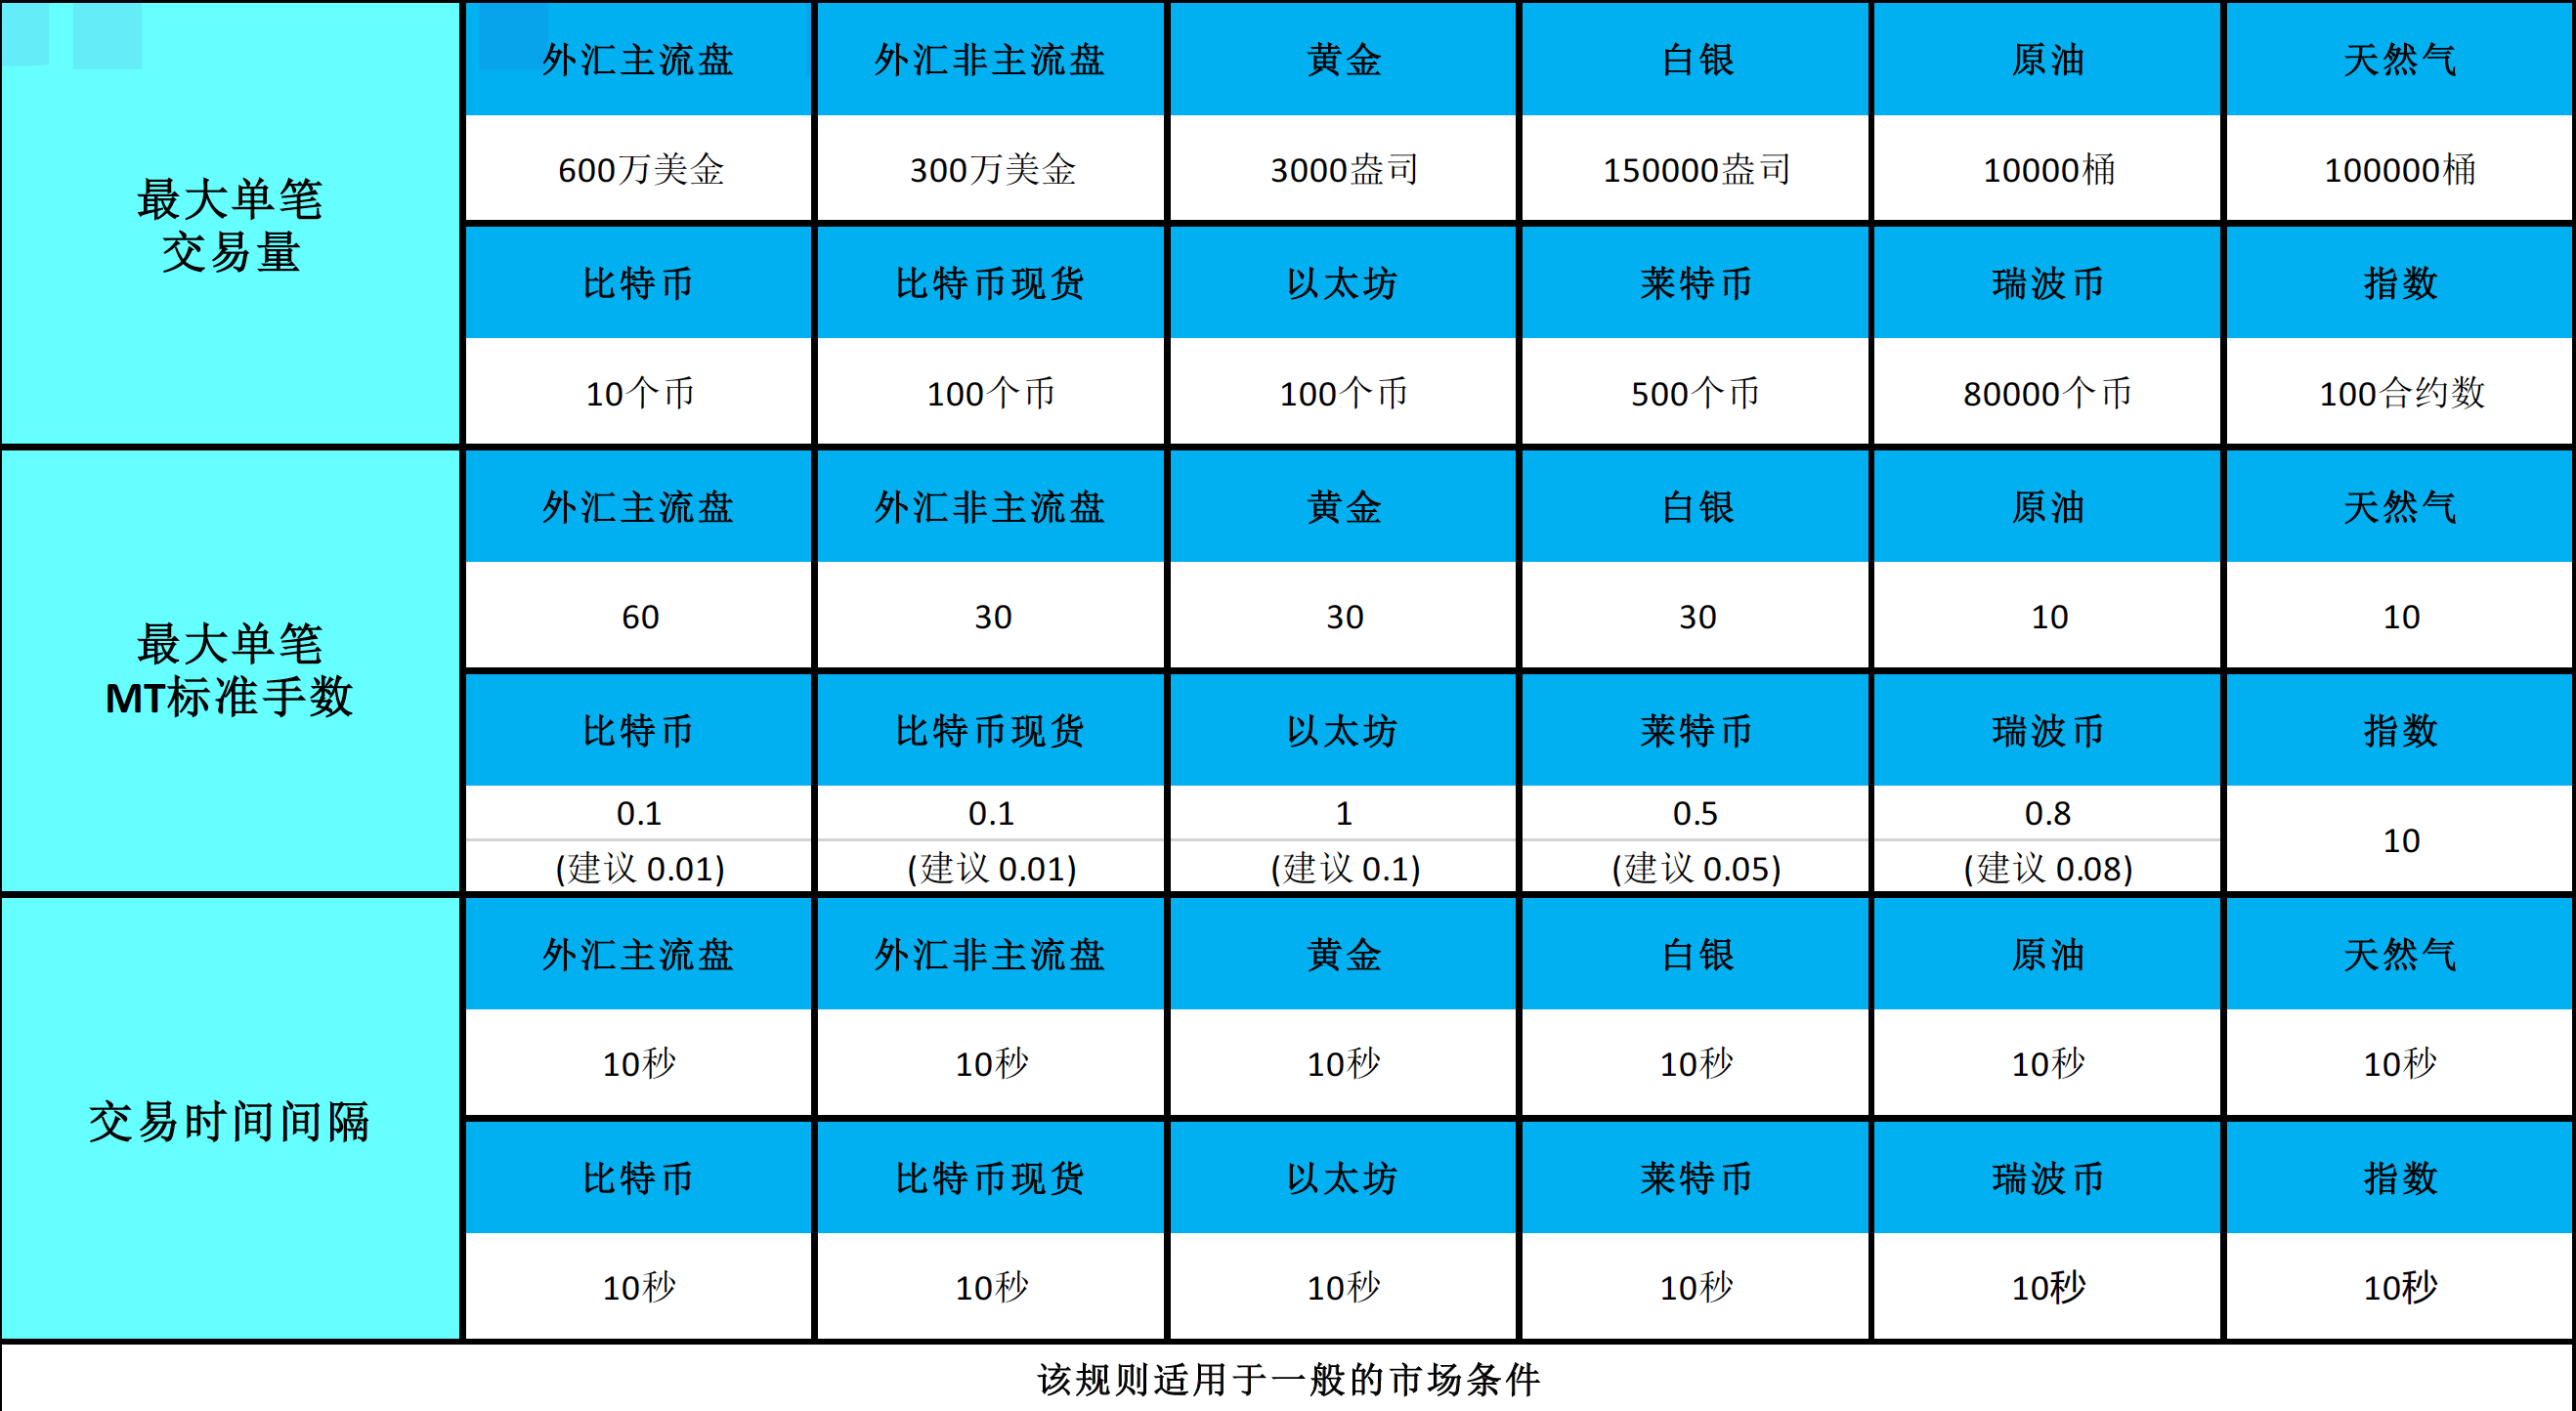 外汇主流盘 外汇非主流盘 黄金 白银 原油 天然气
最大单笔
交易量
600万美金 300万美金 3000盎司 150000盎司 10000桶 100000桶
比特币 比特币现货 以太坊 莱特币 瑞波币 指数
10个币 100个币 100个币 500个币 80000个币 100合约数
外汇主流盘 外汇非主流盘 黄金 白银 原油 天然气
最大单笔
MT标准手数
60 30 30 30 10 10
比特币 比特币现货 以太坊 莱特币 瑞波币 指数
0.1 0.1 1 0.5 0.8 10
(建议 0.01) (建议 0.01) (建议 0.1) (建议 0.05) (建议 0.08)
外汇主流盘 外汇非主流盘 黄金 白银 原油 天然气
交易时间间隔
10秒 10秒 10秒 10秒 10秒 10秒
比特币 比特币现货 以太坊 莱特币 瑞波币 指数
10秒 10秒 10秒 10秒 10秒 10秒
该规则适用于一般的市场条件